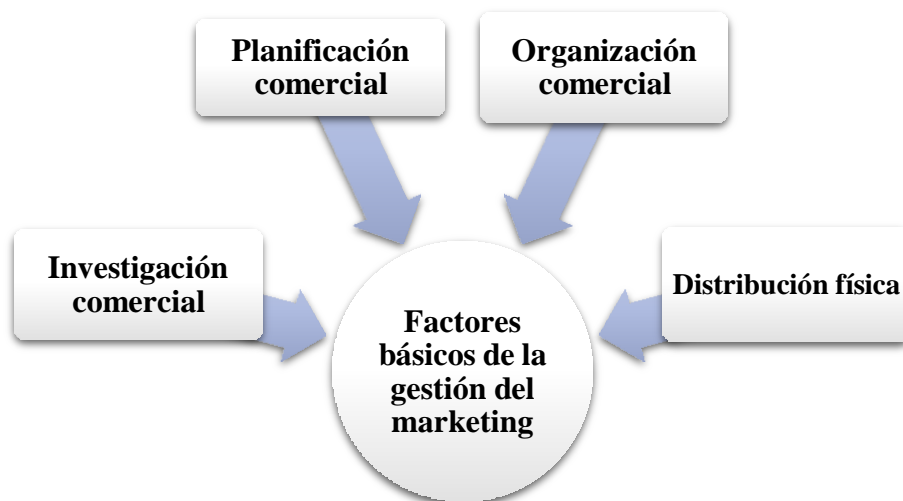 Planificación
comercial
Organización
comercial
Investigación
comercial
Distribución física
Factores
básicos de la
gestión del
marketing